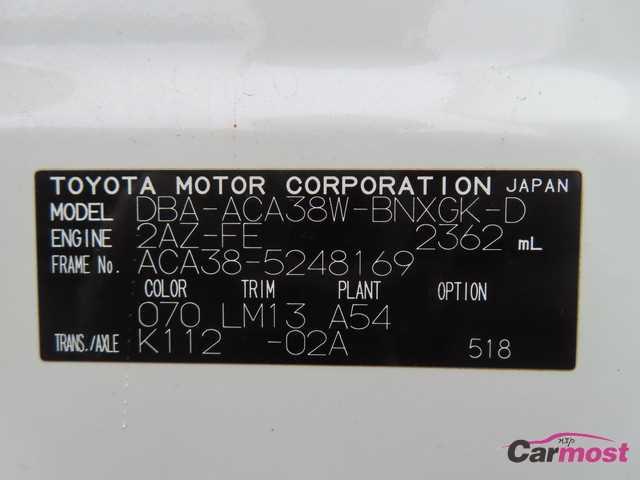 TOYOTA MOTOR CORPORATION JAPAN
MODEL DBA-ACA38W-BNXGK-D
ENGINE 2AZ-FE 2362 mL
FRAME No. ACA38-5248169
COLOR TRIM PLANT OPTION
070 LM13 A54
TRANS./AXLE K112 -02A 518
nxp
Carmost